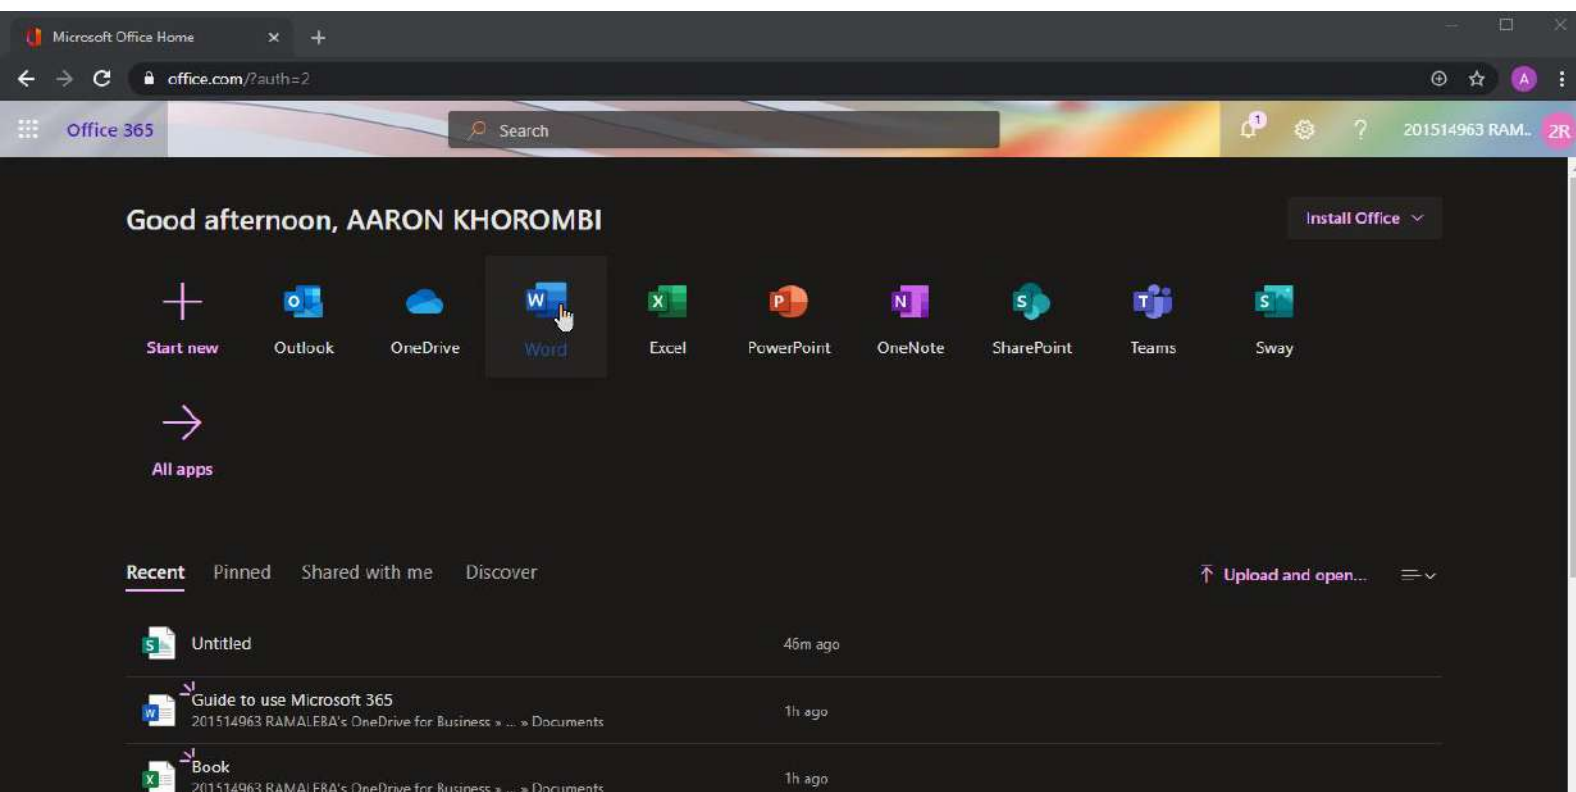 Microsoft Office Home
office.com/?auth=2
A
Office 365
Search
1
?
201514963 RAM..
2R
Good afternoon, AARON KHOROMBI
Install Office
Start new
Outlook
OneDrive
Word
Excel
PowerPoint
OneNote
SharePoint
Teams
Sway
All apps
Recent Pinned Shared with me Discover
Upload and open...
Untitled
46m ago
Guide to use Microsoft 365
201514963 RAMALEBA's OneDrive for Business » ... » Documents
1h ago
Book
201514963 RAMALEBA's OneDrive for Business » ... » Documents
1h ago